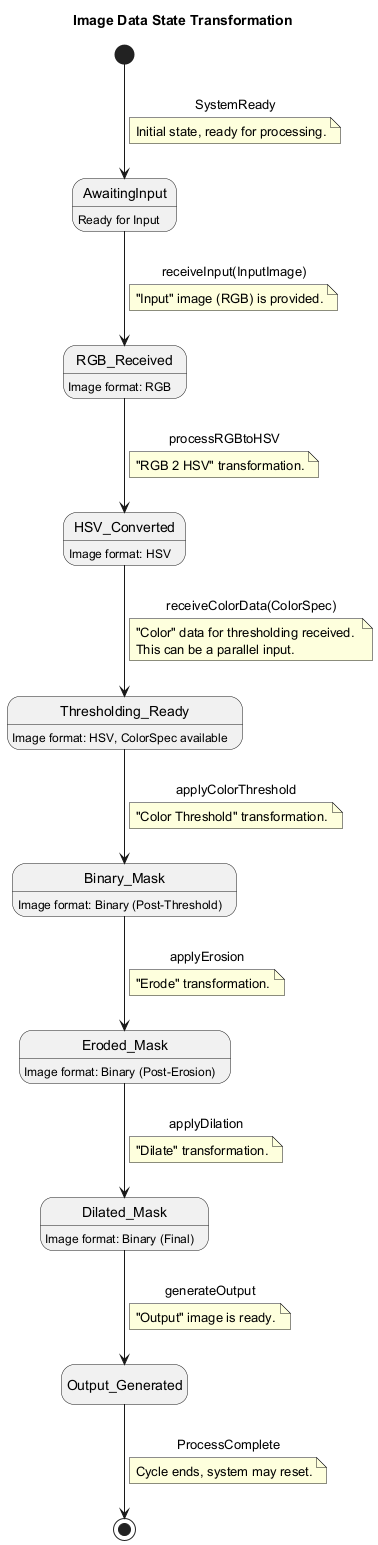 Image Data State Transformation
SystemReady
Initial state, ready for processing.
AwaitingInput
Ready for Input
receiveInput(InputImage)
"Input" image (RGB) is provided.
RGB_Received
Image format: RGB
processRGBtoHSV
"RGB 2 HSV" transformation.
HSV_Converted
Image format: HSV
receiveColorData(ColorSpec)
"Color" data for thresholding received.
This can be a parallel input.
Thresholding_Ready
Image format: HSV, ColorSpec available
applyColorThreshold
"Color Threshold" transformation.
Binary_Mask
Image format: Binary (Post-Threshold)
applyErosion
"Erode" transformation.
Eroded_Mask
Image format: Binary (Post-Erosion)
applyDilation
"Dilate" transformation.
Dilated_Mask
Image format: Binary (Final)
generateOutput
"Output" image is ready.
Output_Generated
ProcessComplete
Cycle ends, system may reset.